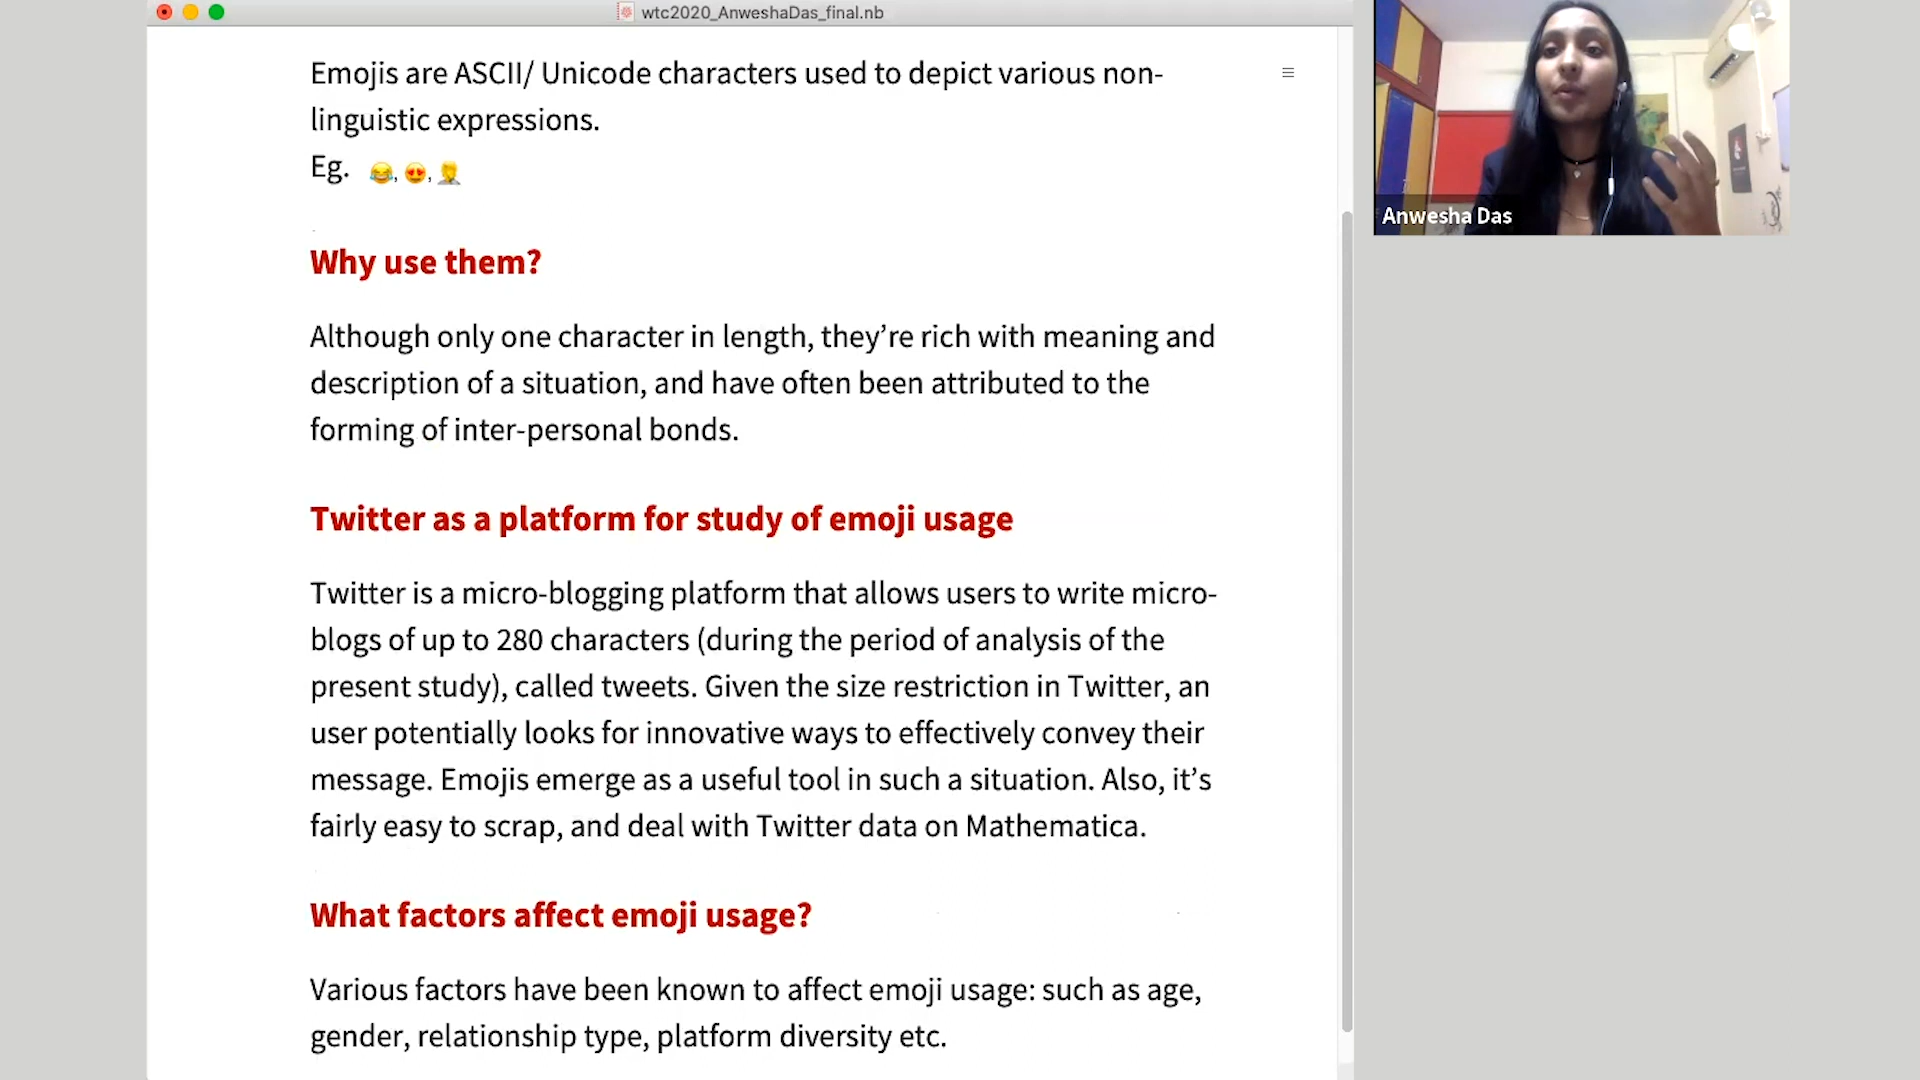 wtc2020_AnweshaDas_final.nb
Emojis are ASCII/ Unicode characters used to depict various non-
linguistic expressions.
Eg. 😂, 😍, 🤦
Why use them?
Although only one character in length, they’re rich with meaning and
description of a situation, and have often been attributed to the
forming of inter-personal bonds.
Twitter as a platform for study of emoji usage
Twitter is a micro-blogging platform that allows users to write micro-
blogs of up to 280 characters (during the period of analysis of the
present study), called tweets. Given the size restriction in Twitter, an
user potentially looks for innovative ways to effectively convey their
message. Emojis emerge as a useful tool in such a situation. Also, it’s
fairly easy to scrap, and deal with Twitter data on Mathematica.
What factors affect emoji usage?
Various factors have been known to affect emoji usage: such as age,
gender, relationship type, platform diversity etc.
Anwesha Das